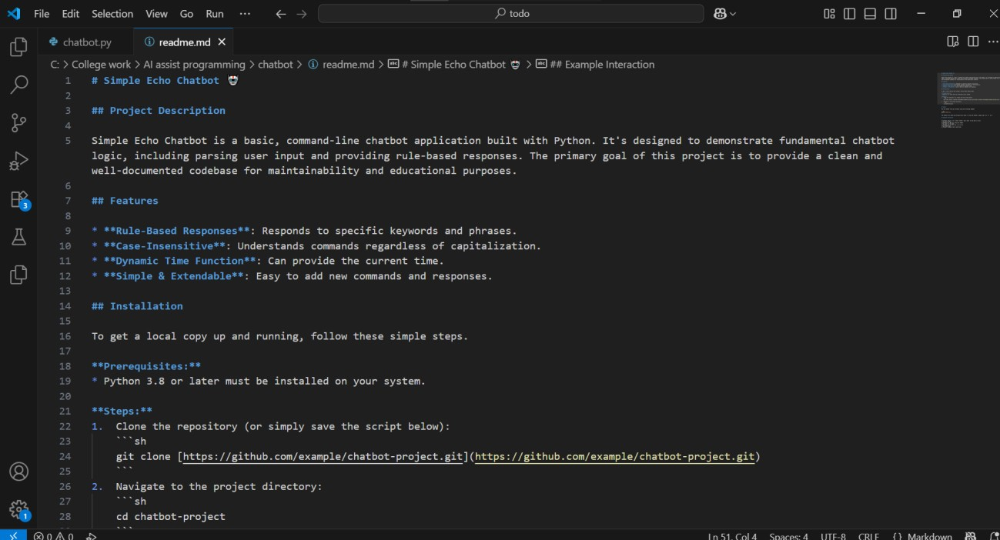 File Edit Selection View Go Run ··· todo
chatbot.py readme.md
C: > College work > AI assist programming > chatbot > readme.md > # Simple Echo Chatbot > ## Example Interaction
1 # Simple Echo Chatbot
2
3 ## Project Description
4
5 Simple Echo Chatbot is a basic, command-line chatbot application built with Python. It's designed to demonstrate fundamental chatbot
logic, including parsing user input and providing rule-based responses. The primary goal of this project is to provide a clean and
well-documented codebase for maintainability and educational purposes.
6
7 ## Features
8
9 * **Rule-Based Responses**: Responds to specific keywords and phrases.
10 * **Case-Insensitive**: Understands commands regardless of capitalization.
11 * **Dynamic Time Function**: Can provide the current time.
12 * **Simple & Extendable**: Easy to add new commands and responses.
13
14 ## Installation
15
16 To get a local copy up and running, follow these simple steps.
17
18 **Prerequisites:**
19 * Python 3.8 or later must be installed on your system.
20
21 **Steps:**
22 1. Clone the repository (or simply save the script below):
23 ```sh
24 git clone [https://github.com/example/chatbot-project.git](https://github.com/example/chatbot-project.git)
25 ```
26 2. Navigate to the project directory:
27 ```sh
28 cd chatbot-project
3
1
0 0 Ln 51, Col 4 Spaces: 4 UTF-8 CRLF {} Markdown